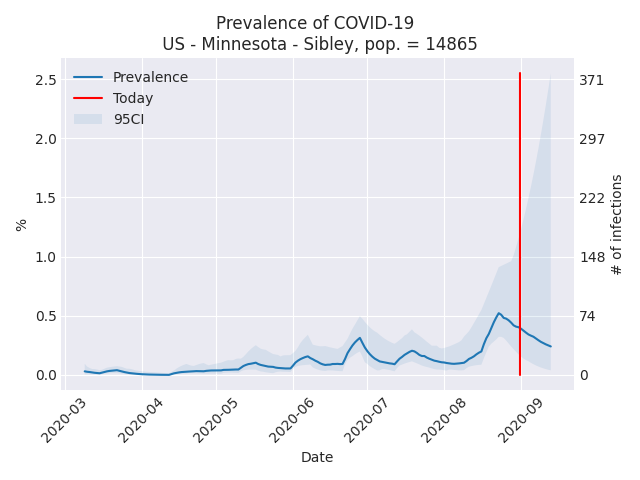 Prevalence of COVID-19
US - Minnesota - Sibley, pop. = 14865
Prevalence
Today
95CI
2.5
2.0
1.5
1.0
0.5
0.0
%
371
297
222
148
74
0
# of infections
2020-03
2020-04
2020-05
2020-06
2020-07
2020-08
2020-09
Date